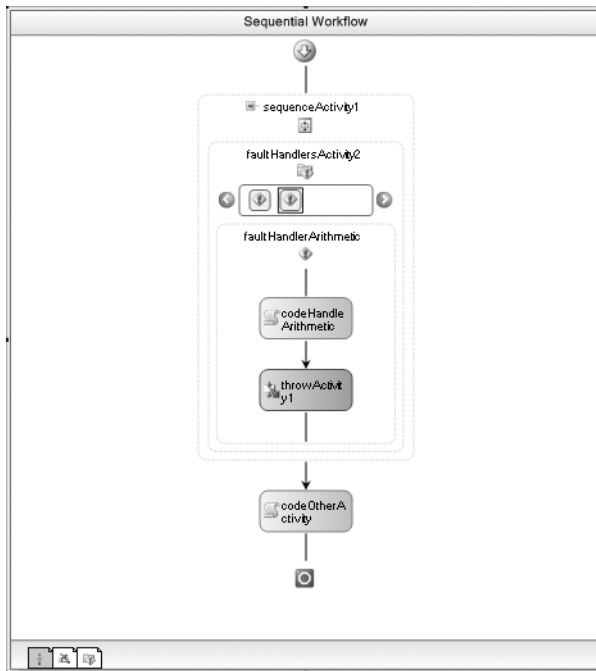 Sequential Workflow
sequenceActivity1
faultHandlersActivity2
faultHandlerArithmetic
codeHandle
Arithmetic
throwActivit
y1
codeOtherA
ctivity